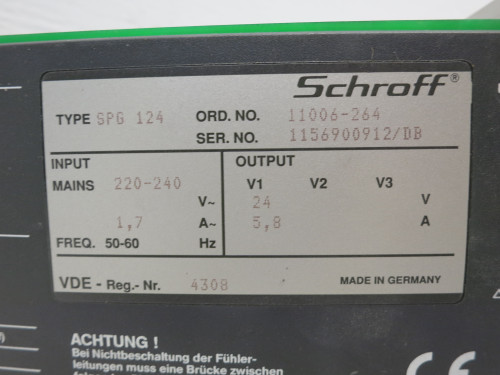 Schroff®
TYPE SPG 124 ORD. NO. 11006-264
SER. NO. 1156900912/DB
INPUT OUTPUT
MAINS 220-240 V1 V2 V3
V~ 24 V
1,7 A~ 5,8 A
FREQ. 50-60 Hz
VDE - Reg.- Nr. 4308 MADE IN GERMANY
ACHTUNG !
Bei Nichtbeschaltung der Fühler-
leitungen muss eine Brücke zwischen
CE